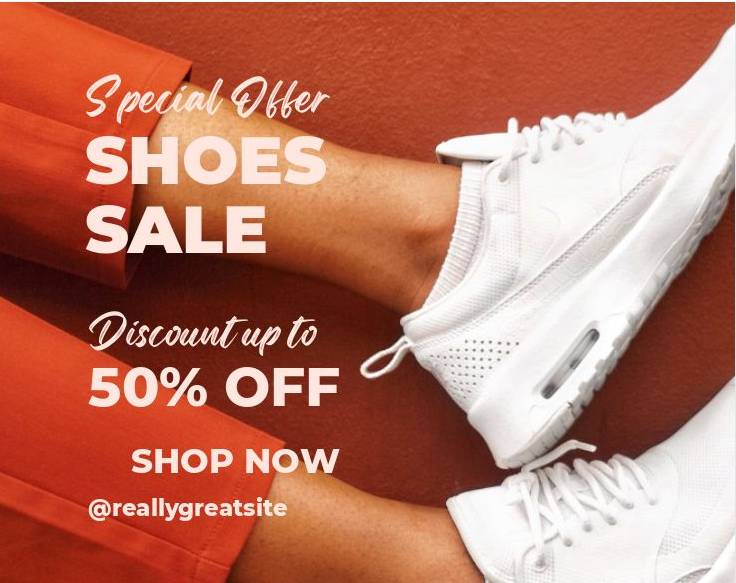 Special Offer
SHOES
SALE
Discount up to
50% OFF
SHOP NOW
@reallygreatsite